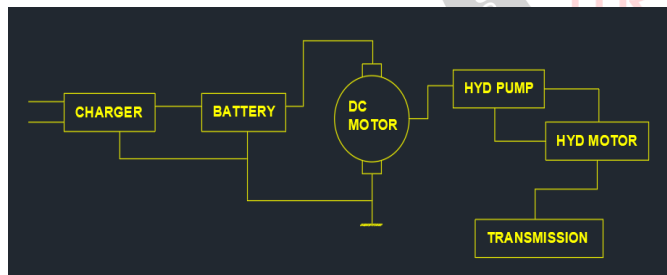 CHARGER
BATTERY
DC
MOTOR
HYD PUMP
HYD MOTOR
TRANSMISSION